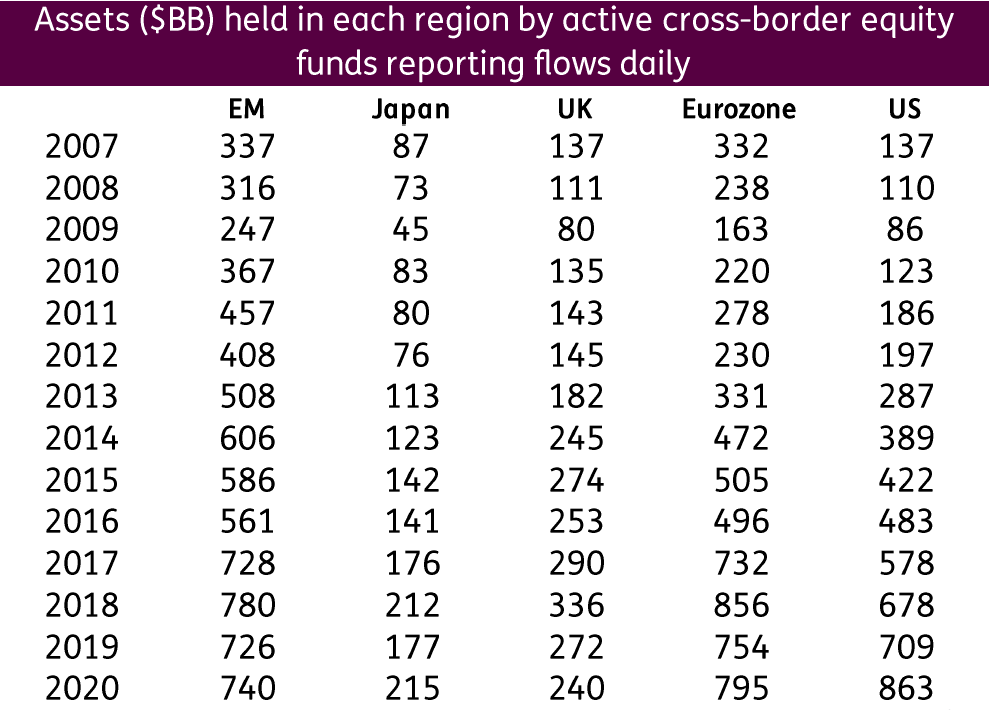 Assets ($BB) held in each region by active cross-border equity
funds reporting flows daily
EM Japan UK Eurozone US
2007 337 87 137 332 137
2008 316 73 111 238 110
2009 247 45 80 163 86
2010 367 83 135 220 123
2011 457 80 143 278 186
2012 408 76 145 230 197
2013 508 113 182 331 287
2014 606 123 245 472 389
2015 586 142 274 505 422
2016 561 141 253 496 483
2017 728 176 290 732 578
2018 780 212 336 856 678
2019 726 177 272 754 709
2020 740 215 240 795 863